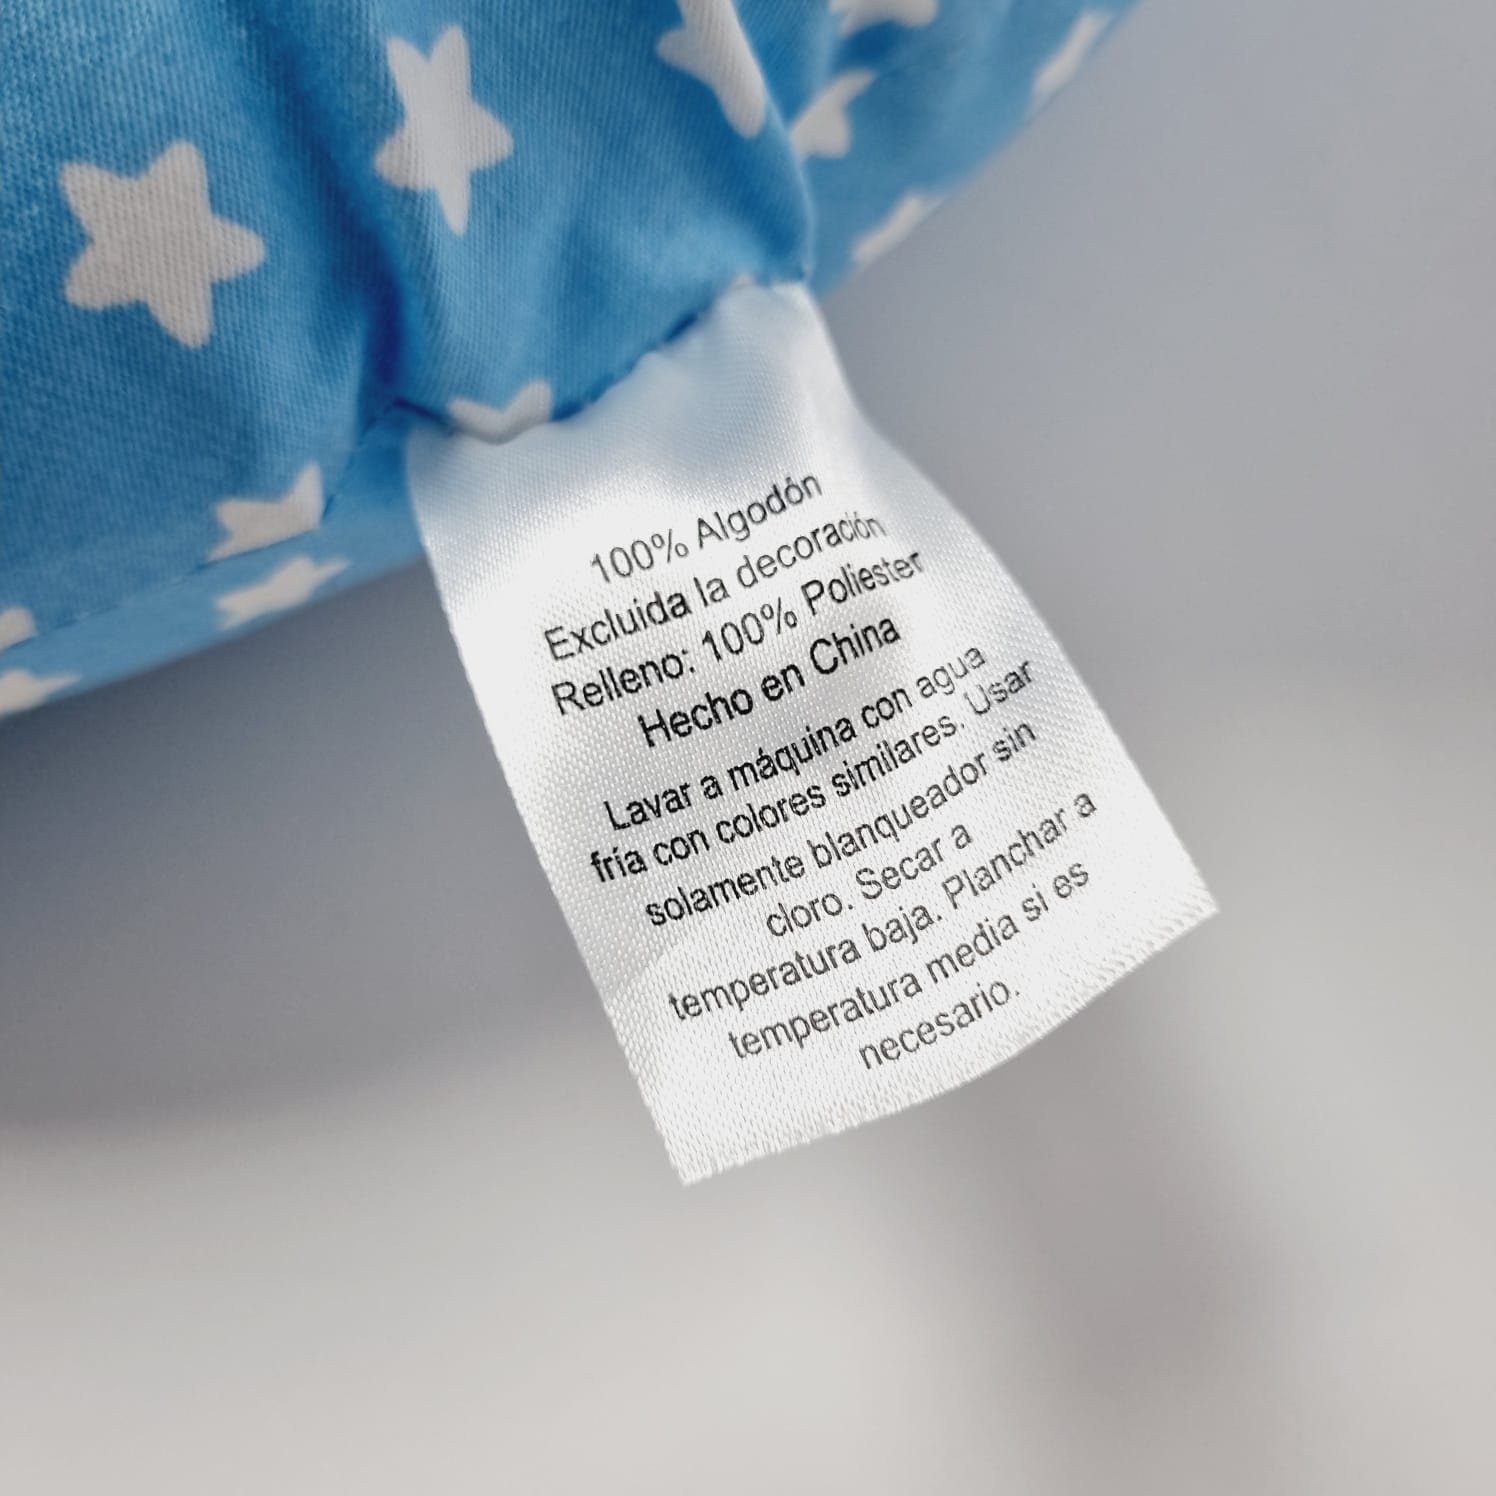 100% Algodón
Excluida la decoración
Relleno: 100% Poliester
Hecho en China
Lavar a máquina con agua
fría con colores similares. Usar
solamente blanqueador sin
cloro. Secar a
temperatura baja. Planchar a
temperatura media si es
necesario.